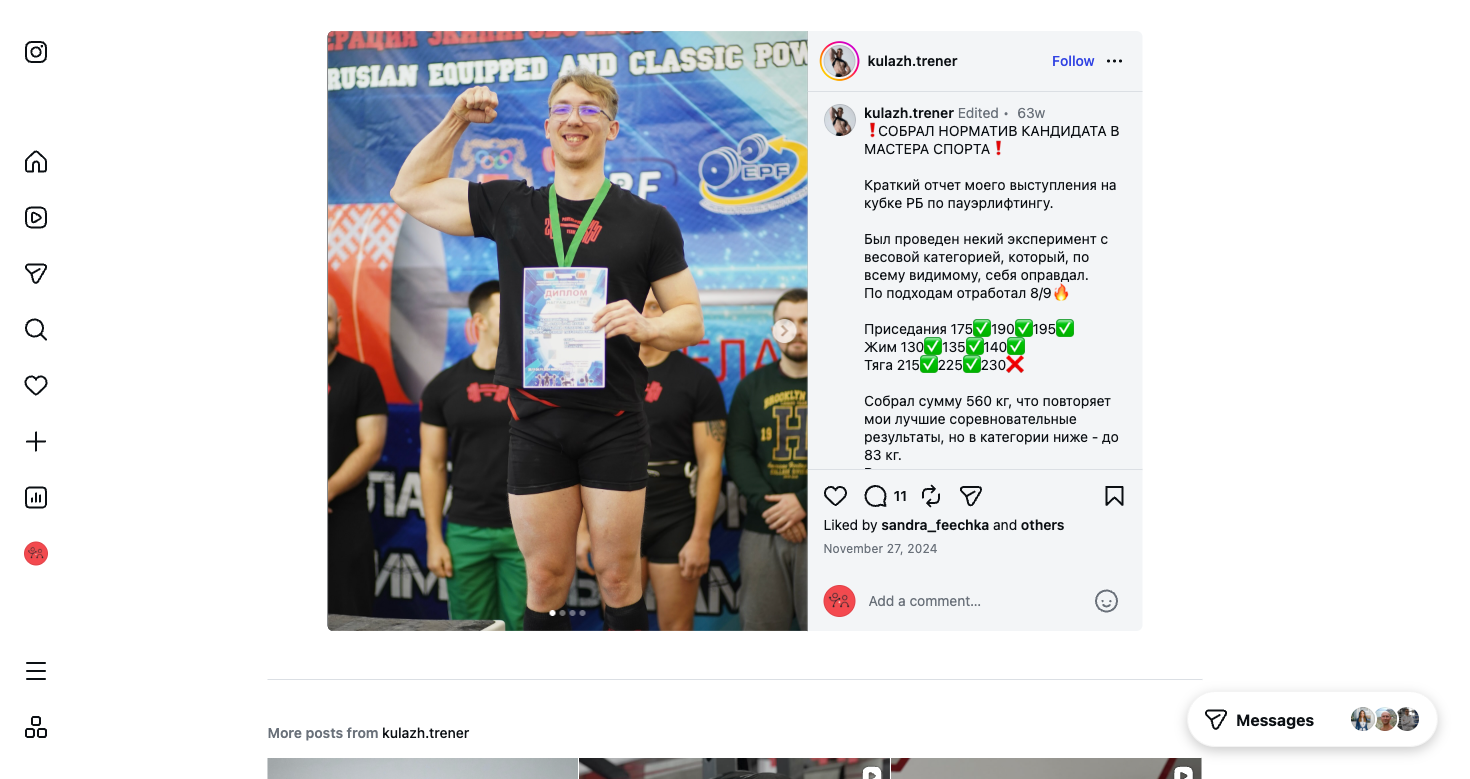 ЕРАЦИЯ ЭКИПИРОВО
RUSIAN EQUIPPED AND CLASSIC POW
EPF
ДИПЛОМ
BROOKLYN
H
19
kulazh.trener
Follow
kulazh.trener Edited • 63w
❗СОБРАЛ НОРМАТИВ КАНДИДАТА В
МАСТЕРА СПОРТА❗
Краткий отчет моего выступления на
кубке РБ по пауэрлифтингу.
Был проведен некий эксперимент с
весовой категорией, который, по
всему видимому, себя оправдал.
По подходам отработал 8/9🔥
Приседания 175✅190✅195✅
Жим 130✅135✅140✅
Тяга 215✅225✅230❌
Собрал сумму 560 кг, что повторяет
мои лучшие соревновательные
результаты, но в категории ниже - до
83 кг.
11
Liked by sandra_feechka and others
November 27, 2024
Add a comment...
More posts from kulazh.trener
Messages